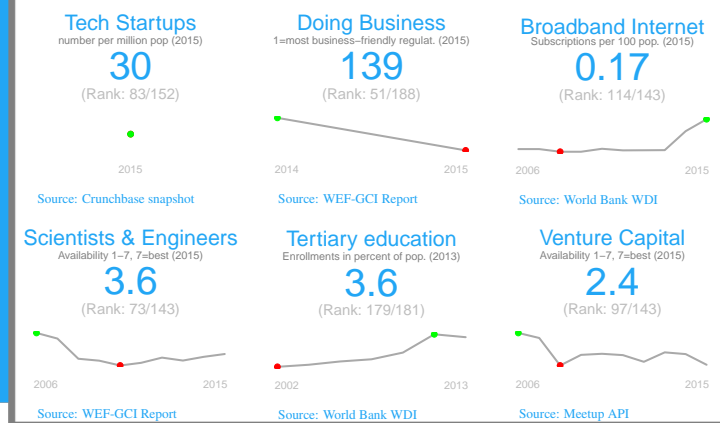 Tech Startups
number per million pop (2015)
30
(Rank: 83/152)
2015
Source: Crunchbase snapshot
Doing Business
1=most business−friendly regulat. (2015)
139
(Rank: 51/188)
2014 2015
Source: WEF-GCI Report
Broadband Internet
Subscriptions per 100 pop. (2015)
0.17
(Rank: 114/143)
2006 2015
Source: World Bank WDI
Scientists & Engineers
Availability 1−7, 7=best (2015)
3.6
(Rank: 73/143)
2006 2015
Source: WEF-GCI Report
Tertiary education
Enrollments in percent of pop. (2013)
3.6
(Rank: 179/181)
2002 2013
Source: World Bank WDI
Venture Capital
Availability 1−7, 7=best (2015)
2.4
(Rank: 97/143)
2006 2015
Source: Meetup API